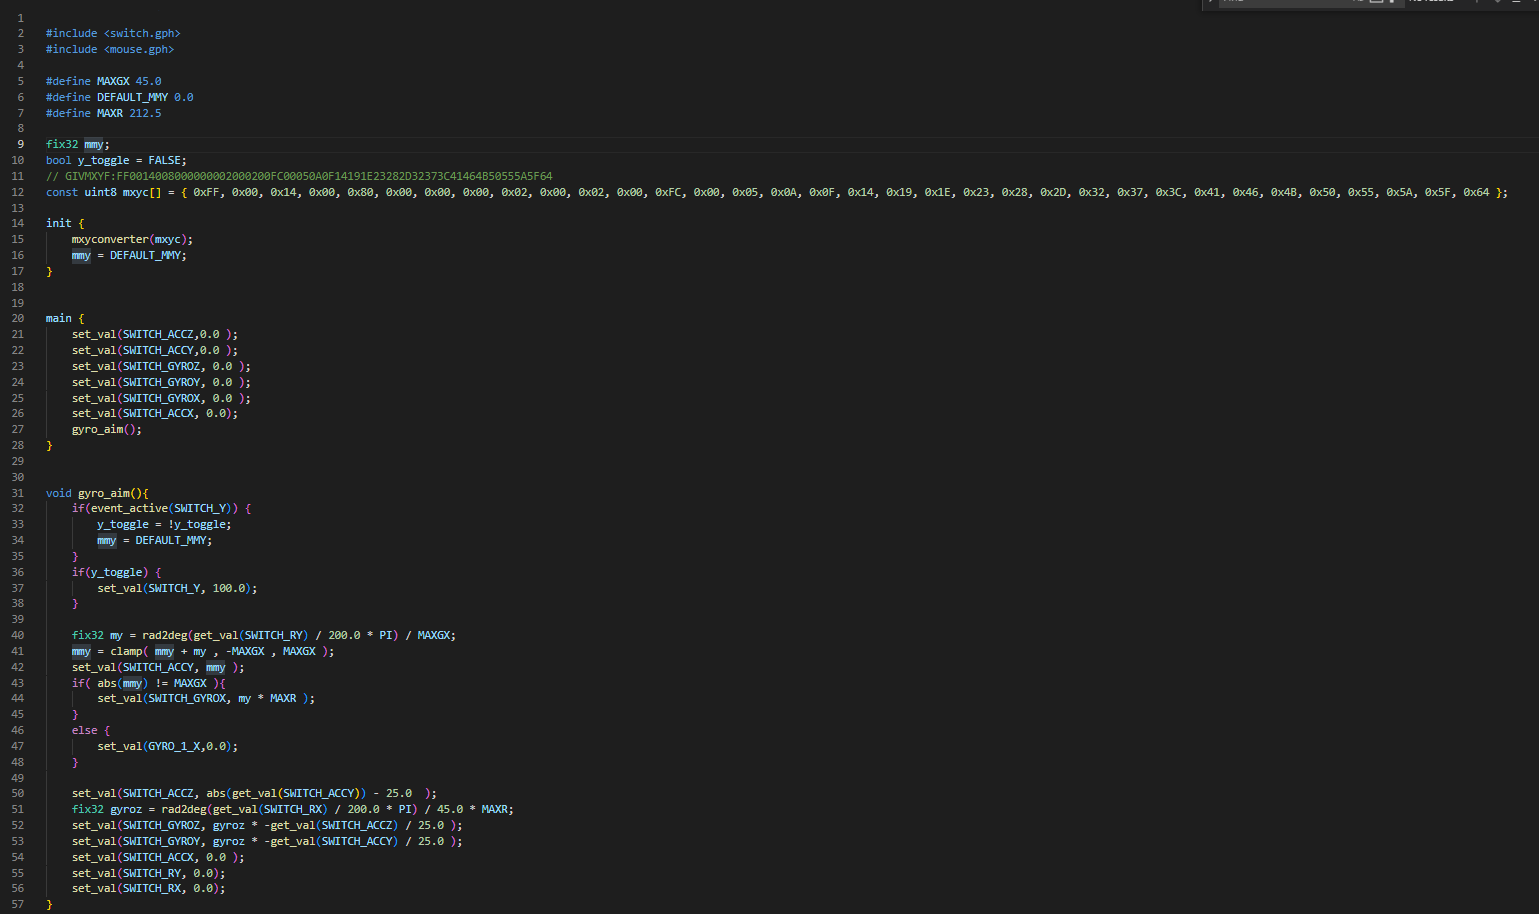 1
2 #include <switch.gph>
3 #include <mouse.gph>
4
5 #define MAXGX 45.0
6 #define DEFAULT_MMY 0.0
7 #define MAXR 212.5
8
9 fix32 mmy;
10 bool y_toggle = FALSE;
11 // GIVMXYF:FF0014008000000002000200FC00050A0F14191E23282D32373C41464B50555A5F64
12 const uint8 mxyc[] = { 0xFF, 0x00, 0x14, 0x00, 0x80, 0x00, 0x00, 0x00, 0x00, 0x02, 0x00, 0x02, 0x00, 0xFC, 0x00, 0x05, 0x0A, 0x0F, 0x14, 0x19, 0x1E, 0x23, 0x28, 0x2D, 0x32, 0x37, 0x3C, 0x41, 0x46, 0x4B, 0x50, 0x55, 0x5A, 0x5F, 0x64 };
13
14 init {
15     mxyconverter(mxyc);
16     mmy = DEFAULT_MMY;
17 }
18
19
20 main {
21     set_val(SWITCH_ACCZ,0.0 );
22     set_val(SWITCH_ACCY,0.0 );
23     set_val(SWITCH_GYROZ, 0.0 );
24     set_val(SWITCH_GYROY, 0.0 );
25     set_val(SWITCH_GYROX, 0.0 );
26     set_val(SWITCH_ACCX, 0.0);
27     gyro_aim();
28 }
29
30
31 void gyro_aim(){
32     if(event_active(SWITCH_Y)) {
33         y_toggle = !y_toggle;
34         mmy = DEFAULT_MMY;
35     }
36     if(y_toggle) {
37         set_val(SWITCH_Y, 100.0);
38     }
39
40     fix32 my = rad2deg(get_val(SWITCH_RY) / 200.0 * PI) / MAXGX;
41     mmy = clamp( mmy + my , -MAXGX , MAXGX );
42     set_val(SWITCH_ACCY, mmy );
43     if( abs(mmy) != MAXGX ){
44         set_val(SWITCH_GYROX, my * MAXR );
45     }
46     else {
47         set_val(GYRO_1_X,0.0);
48     }
49
50     set_val(SWITCH_ACCZ, abs(get_val(SWITCH_ACCY)) - 25.0  );
51     fix32 gyroz = rad2deg(get_val(SWITCH_RX) / 200.0 * PI) / 45.0 * MAXR;
52     set_val(SWITCH_GYROZ, gyroz * -get_val(SWITCH_ACCZ) / 25.0 );
53     set_val(SWITCH_GYROY, gyroz * -get_val(SWITCH_ACCY) / 25.0 );
54     set_val(SWITCH_ACCX, 0.0 );
55     set_val(SWITCH_RY, 0.0);
56     set_val(SWITCH_RX, 0.0);
57 }